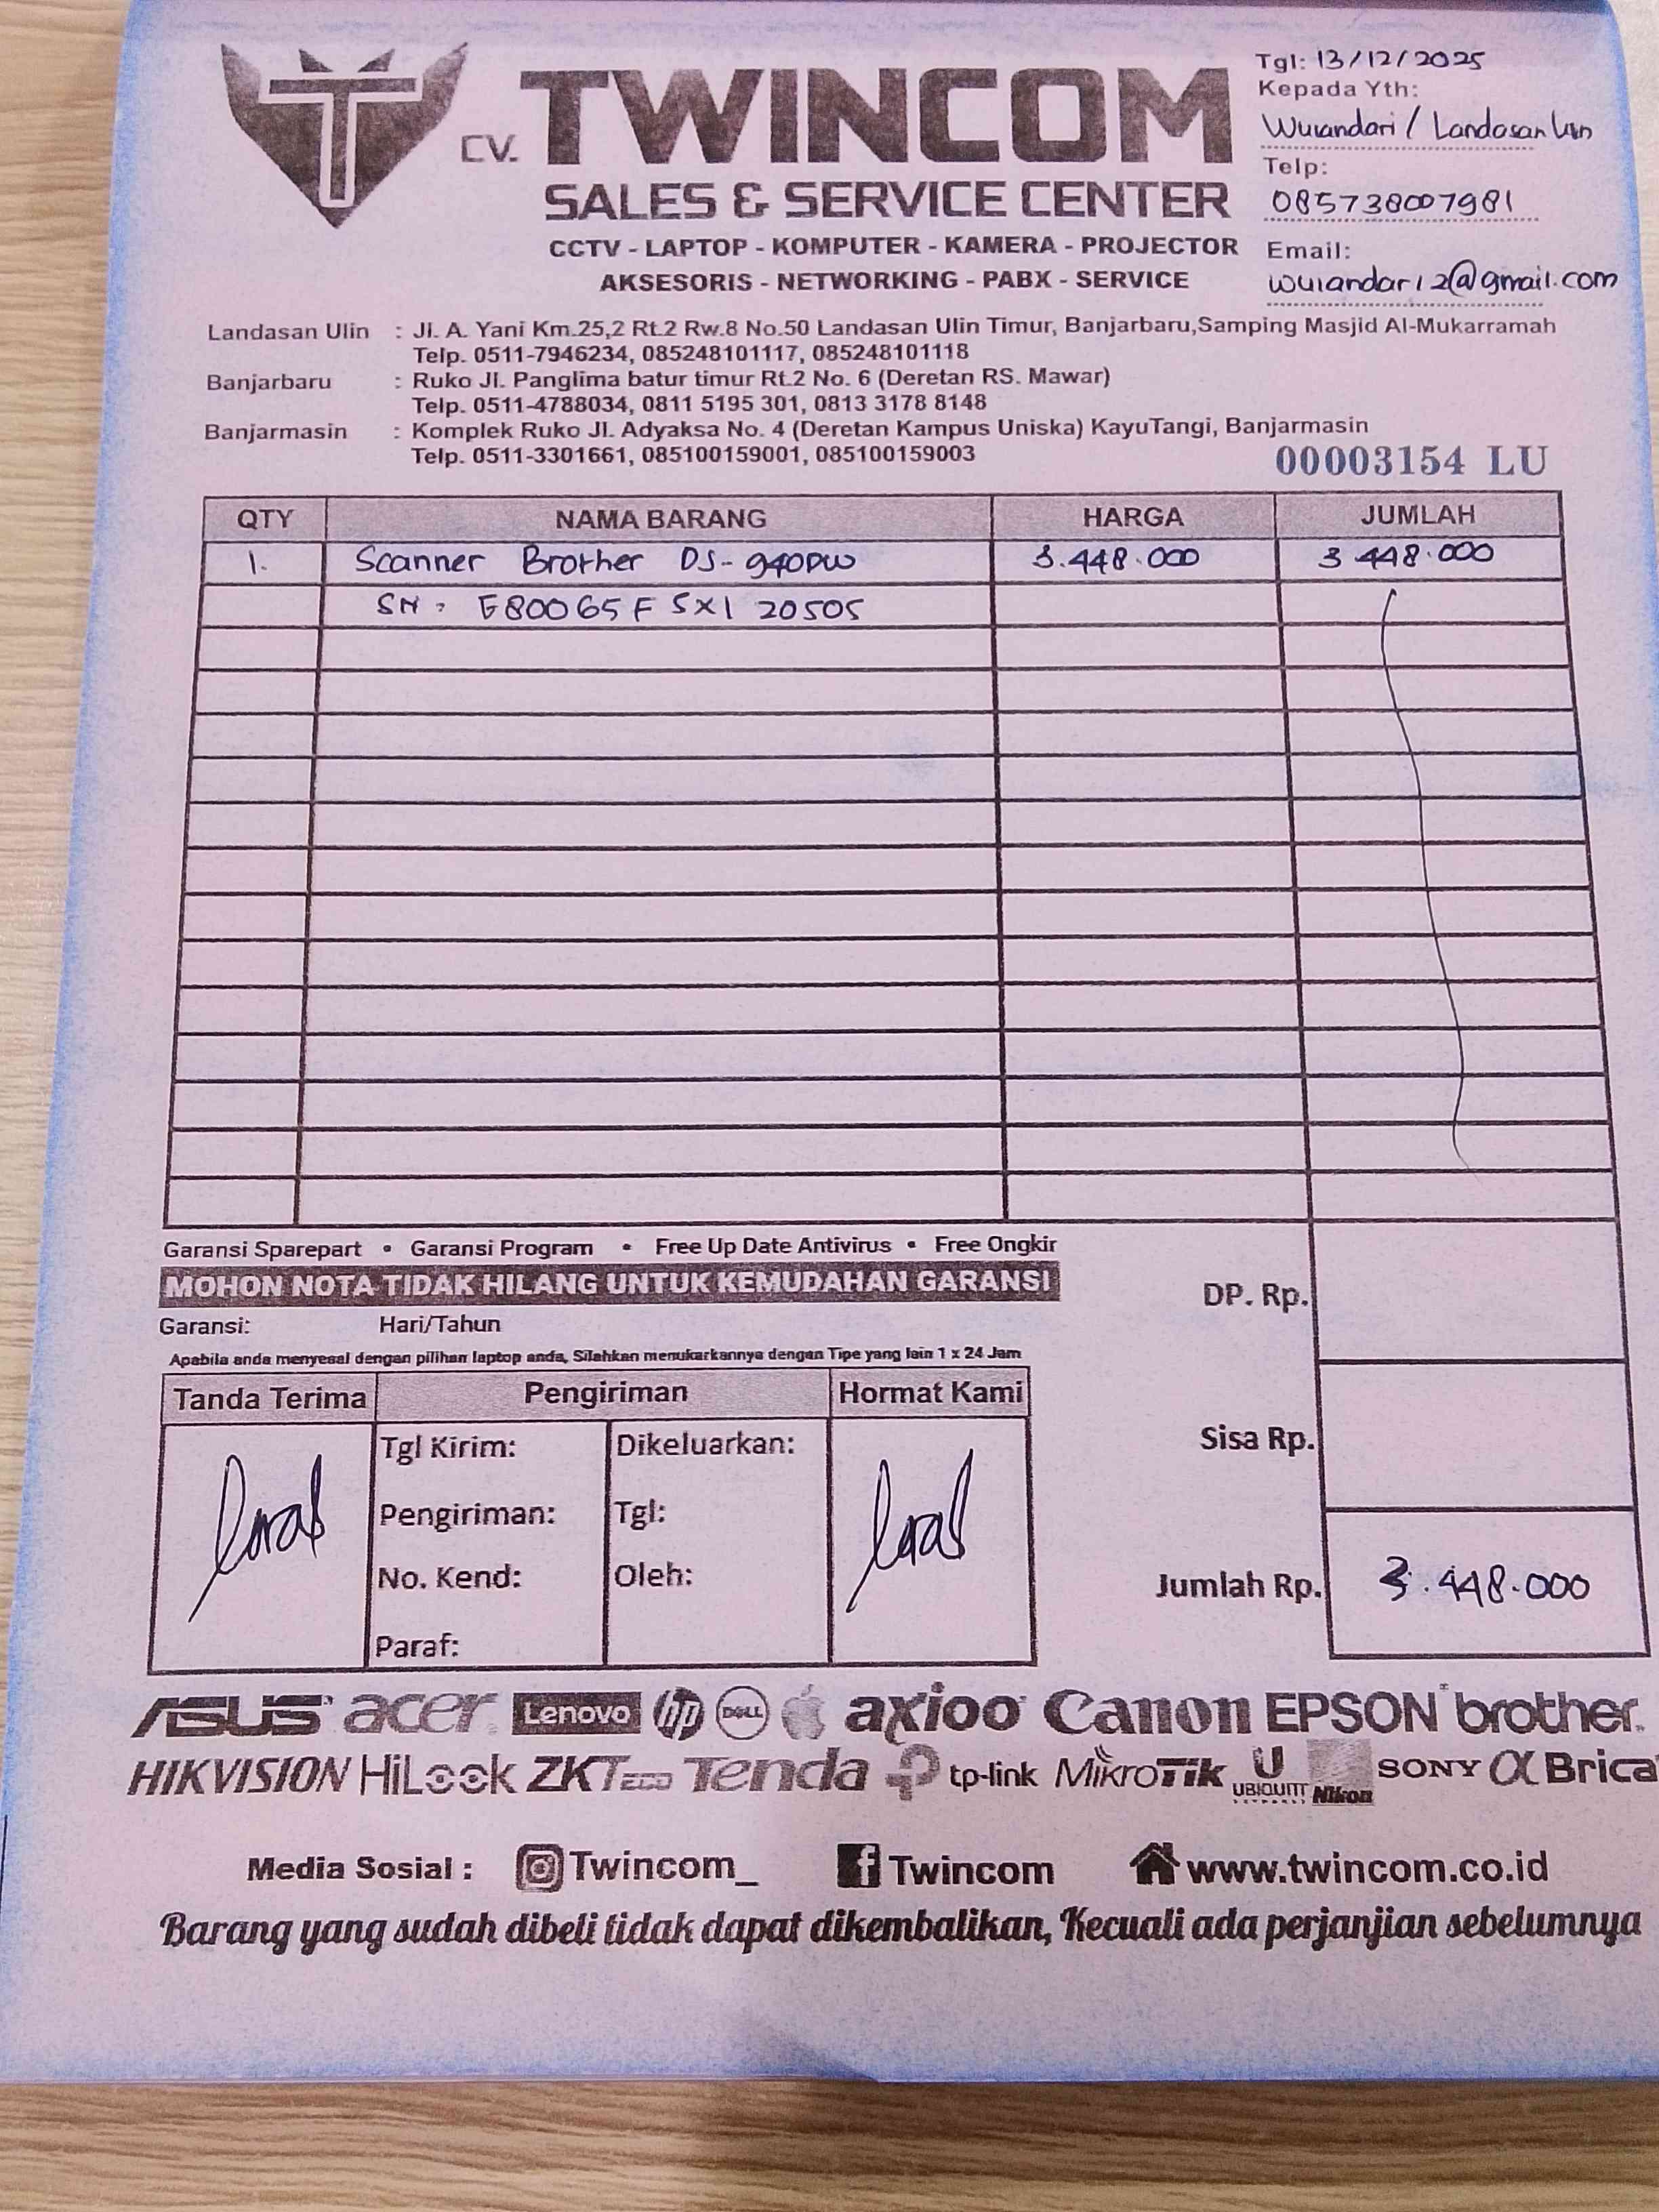 CV. TWINCOM
SALES & SERVICE CENTER
CCTV - LAPTOP - KOMPUTER - KAMERA - PROJECTOR
AKSESORIS - NETWORKING - PABX - SERVICE
Tgl: 13/12/2025
Kepada Yth:
Wulandari / Landasan Ulin
Telp:
085738007981
Email:
wulandari2@gmail.com
Landasan Ulin : Jl. A. Yani Km.25,2 Rt.2 Rw.8 No.50 Landasan Ulin Timur, Banjarbaru,Samping Masjid Al-Mukarramah
Telp. 0511-7946234, 085248101117, 085248101118
Banjarbaru : Ruko Jl. Panglima batur timur Rt.2 No. 6 (Deretan RS. Mawar)
Telp. 0511-4788034, 0811 5195 301, 0813 3178 8148
Banjarmasin : Komplek Ruko Jl. Adyaksa No. 4 (Deretan Kampus Uniska) KayuTangi, Banjarmasin
Telp. 0511-3301661, 085100159001, 085100159003
00003154 LU
QTY NAMA BARANG HARGA JUMLAH
1. Scanner Brother DS-940DW 3.448.000 3 448.000
SN : E80065F5X120505
Garansi Sparepart • Garansi Program • Free Up Date Antivirus • Free Ongkir
MOHON NOTA TIDAK HILANG UNTUK KEMUDAHAN GARANSI
Garansi: Hari/Tahun
Apabila anda menyesal dengan pilihan laptop anda, Silahkan menukarkannya dengan Tipe yang lain 1 x 24 Jam
DP. Rp.
Sisa Rp.
Jumlah Rp. 3.448.000
Tanda Terima Pengiriman Hormat Kami
Tgl Kirim: Dikeluarkan:
Pengiriman: Tgl:
No. Kend: Oleh:
Paraf:
ASUS acer Lenovo hp DELL axioo Canon EPSON brother
HIKVISION HiLook ZKTeco Tenda tp-link MikroTik U UBIQUITI Nikon SONY α Brica
Media Sosial : Twincom_ Twincom www.twincom.co.id
Barang yang sudah dibeli tidak dapat dikembalikan, Kecuali ada perjanjian sebelumnya